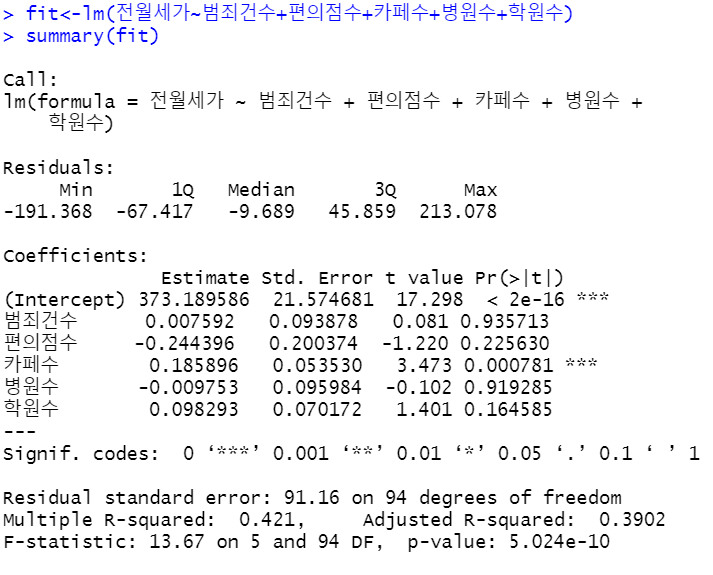 > fit<-lm(전월세가~범죄건수+편의점수+카페수+병원수+학원수)
> summary(fit)
Call:
lm(formula = 전월세가 ~ 범죄건수 + 편의점수 + 카페수 + 병원수 +
학원수)
Residuals:
Min 1Q Median 3Q Max
-191.368 -67.417 -9.689 45.859 213.078
Coefficients:
Estimate Std. Error t value Pr(>|t|)
(Intercept) 373.189586 21.574681 17.298 < 2e-16 ***
범죄건수 0.007592 0.093878 0.081 0.935713
편의점수 -0.244396 0.200374 -1.220 0.225630
카페수 0.185896 0.053530 3.473 0.000781 ***
병원수 -0.009753 0.095984 -0.102 0.919285
학원수 0.098293 0.070172 1.401 0.164585
---
Signif. codes: 0 ‘***’ 0.001 ‘**’ 0.01 ‘*’ 0.05 ‘.’ 0.1 ‘ ’ 1
Residual standard error: 91.16 on 94 degrees of freedom
Multiple R-squared: 0.421, Adjusted R-squared: 0.3902
F-statistic: 13.67 on 5 and 94 DF, p-value: 5.024e-10